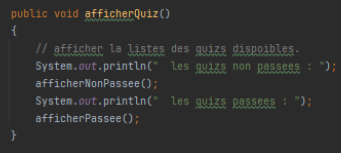 public void afficherQuiz()
{
// afficher la listes des quizs dispoibles.
System.out.println("  les quizs non passees : ");
afficherNonPassee();
System.out.println("  les quizs passees : ");
afficherPassee();
}